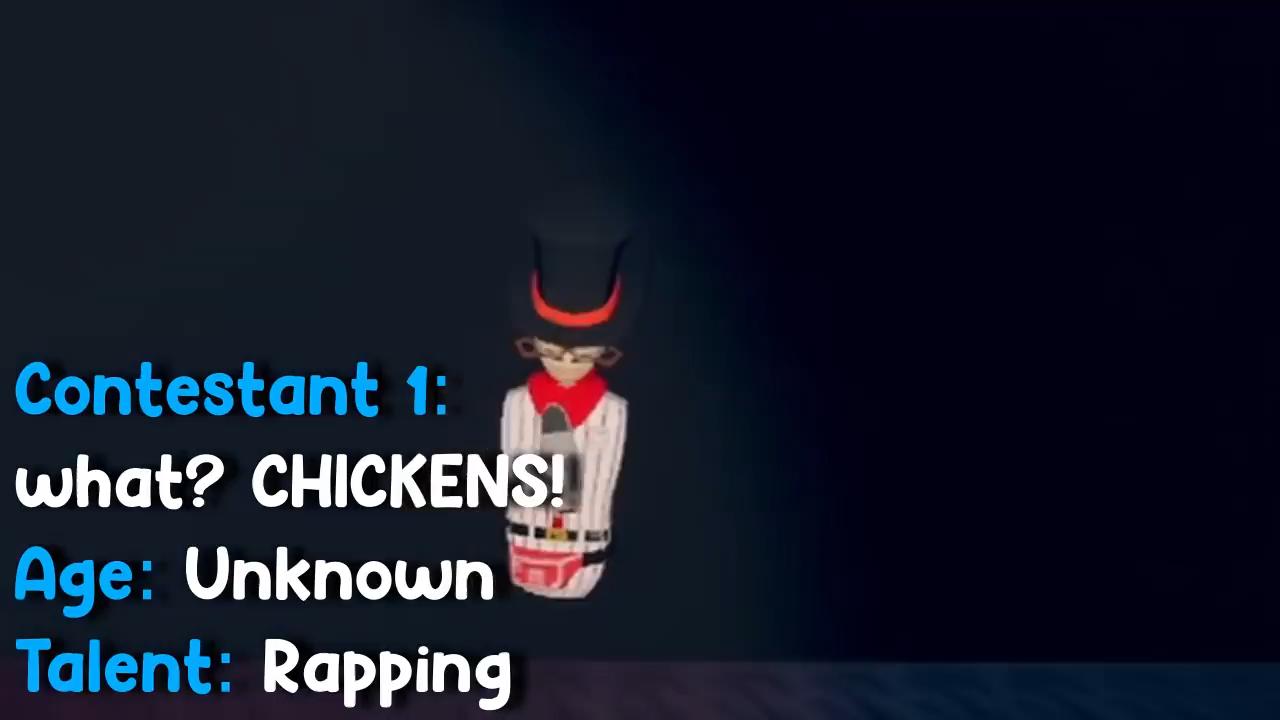 Contestant 1:
what? CHICKENS!
Age: Unknown
Talent: Rapping